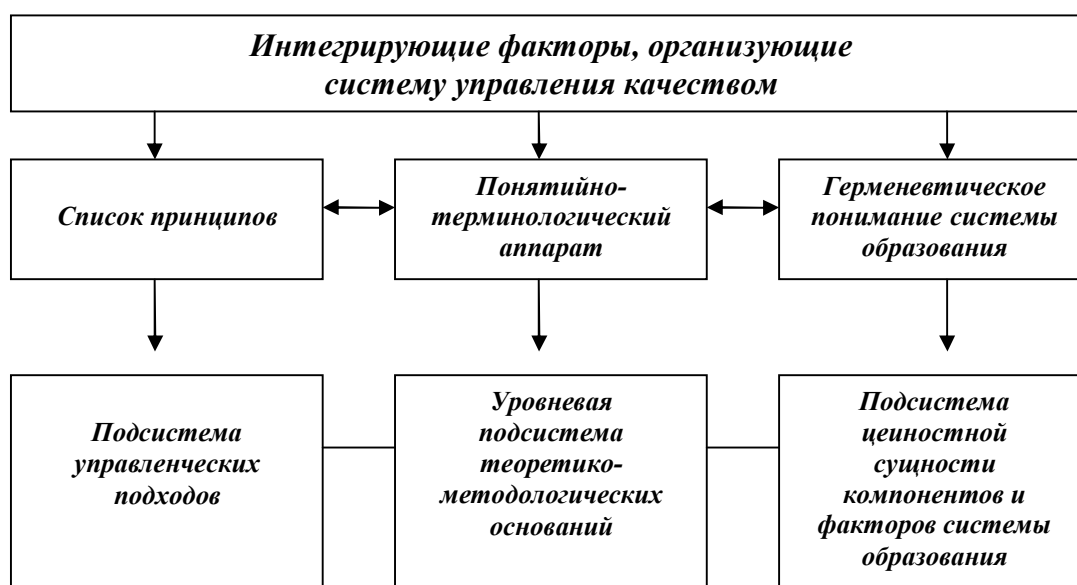 Интегрирующие факторы, организующие
систему управления качеством
Список принципов
Понятийно-
терминологический
аппарат
Герменевтическое
понимание системы
образования
Подсистема
управленческих
подходов
Уровневая
подсистема
теоретико-
методологических
оснований
Подсистема
цеиностной
сущности
компонентов и
факторов системы
образования